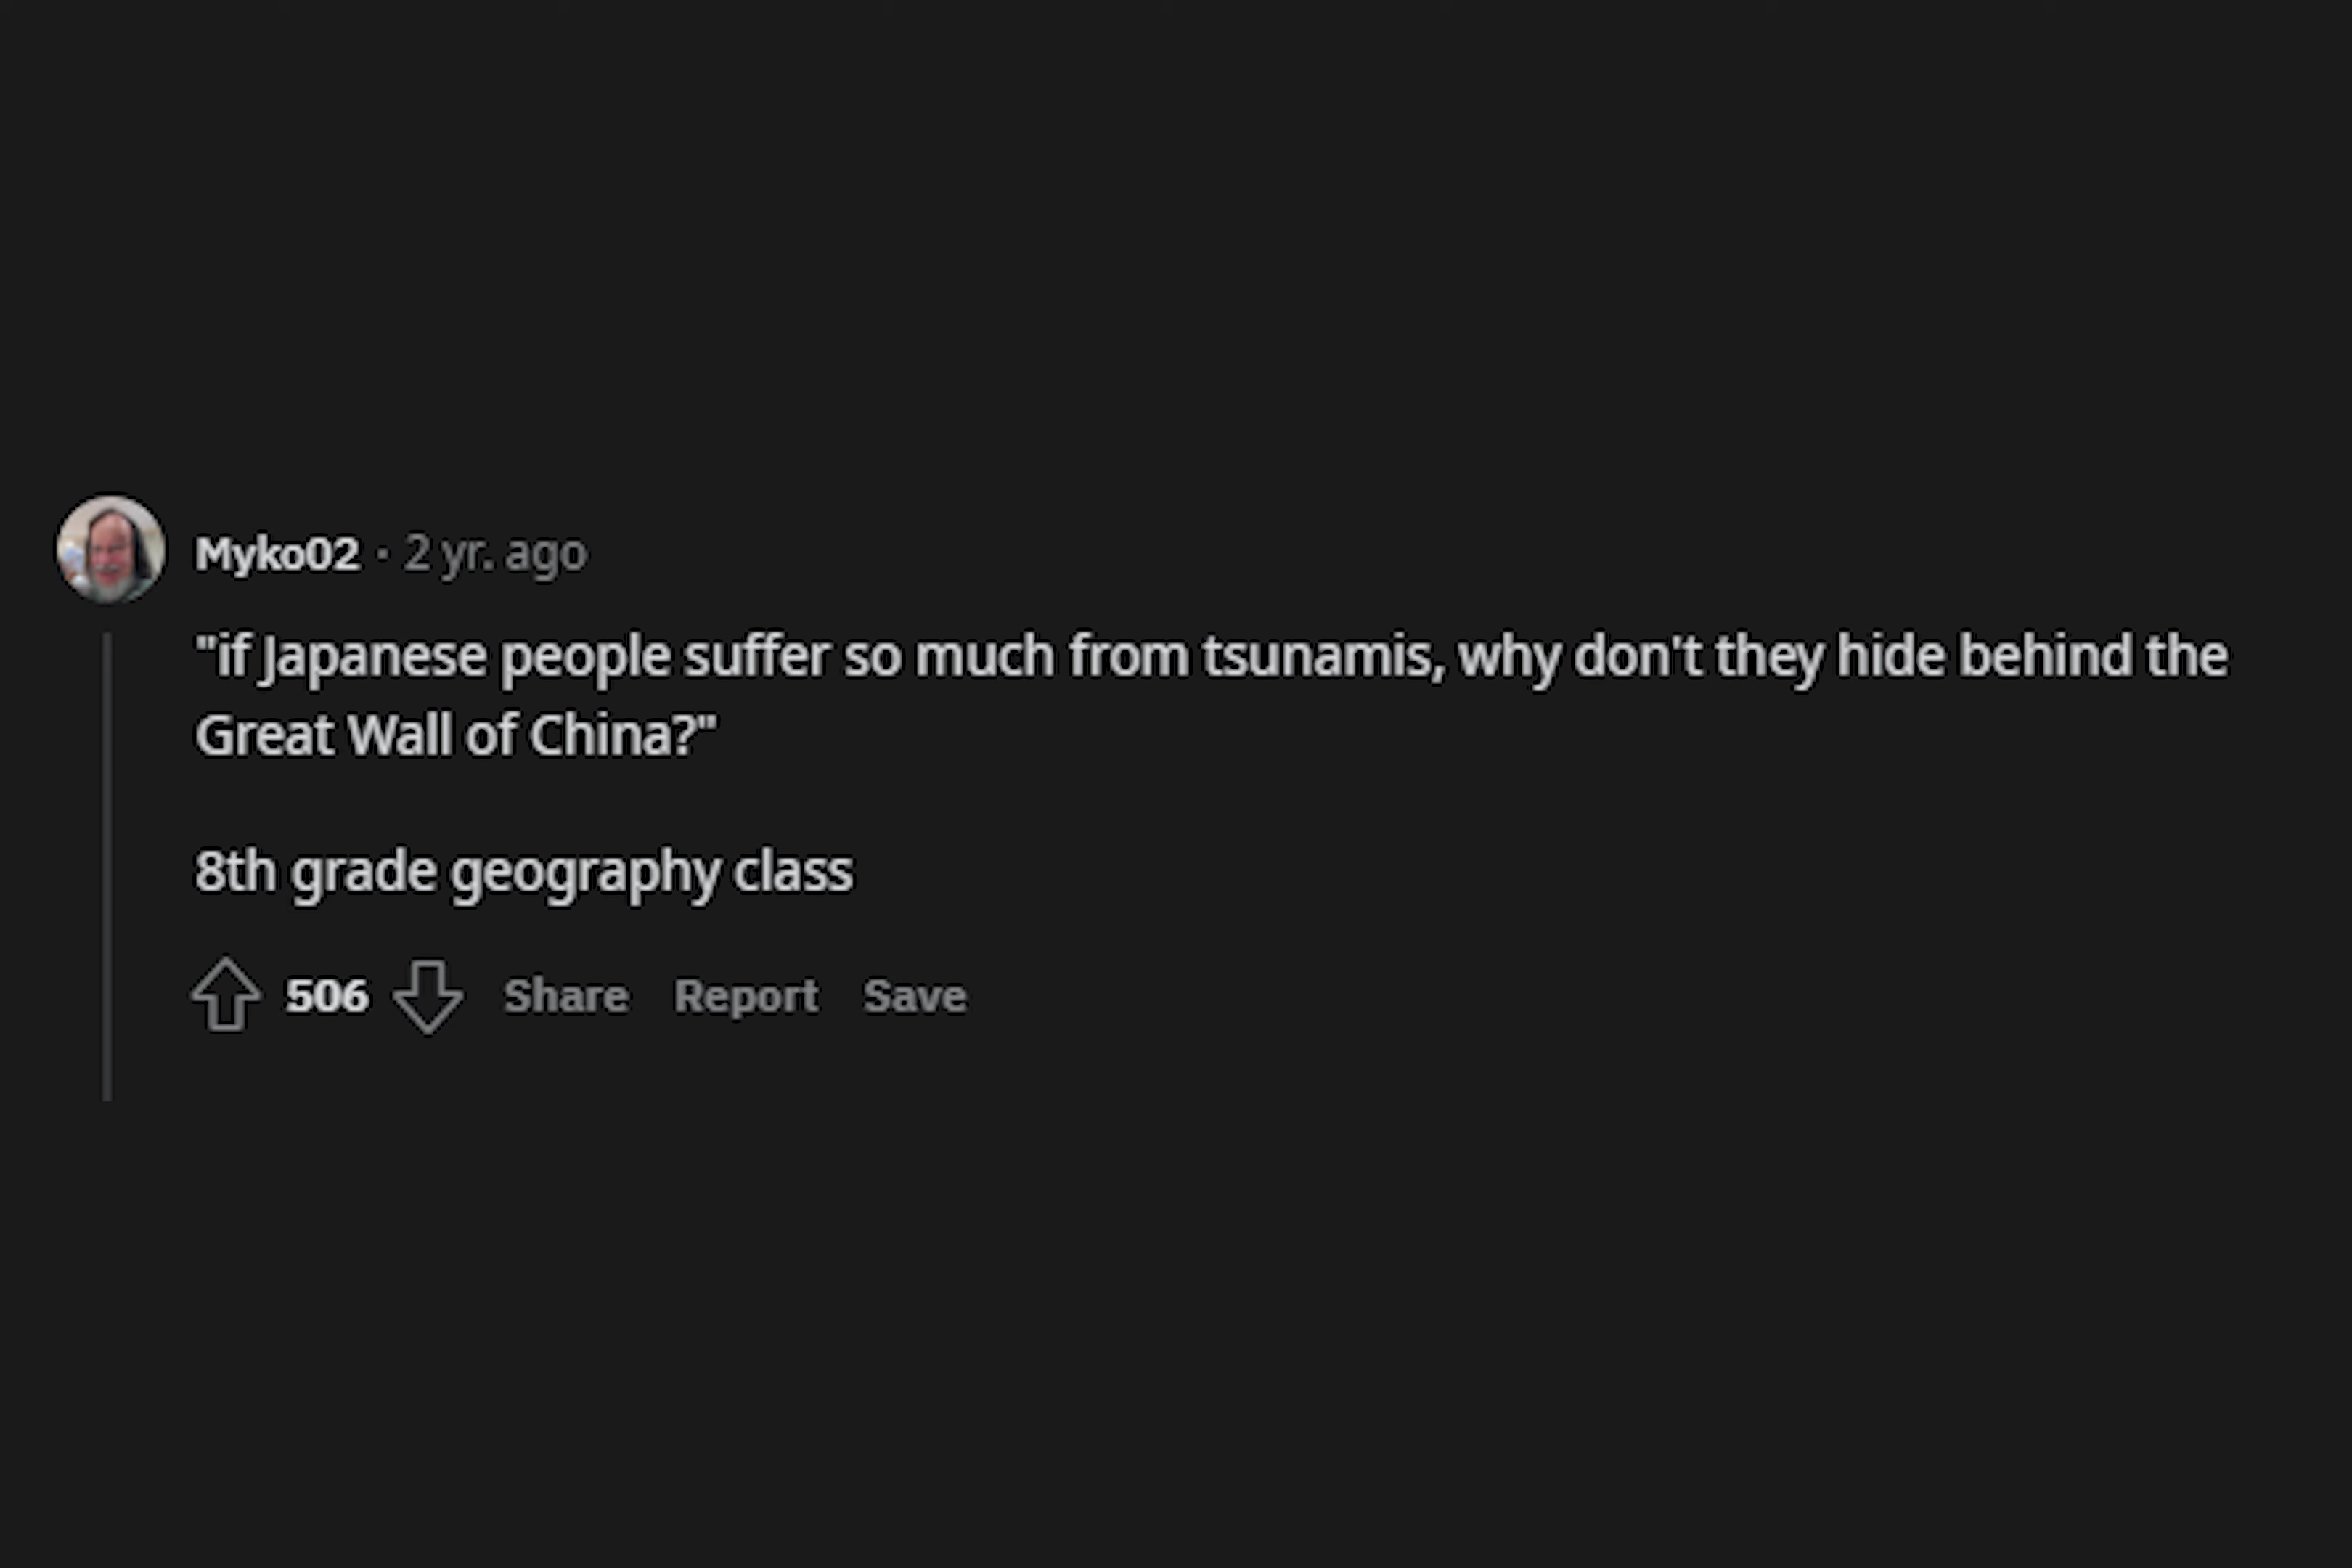 Myko02 · 2 yr. ago
"if Japanese people suffer so much from tsunamis, why don't they hide behind the
Great Wall of China?"
8th grade geography class
506 Share Report Save